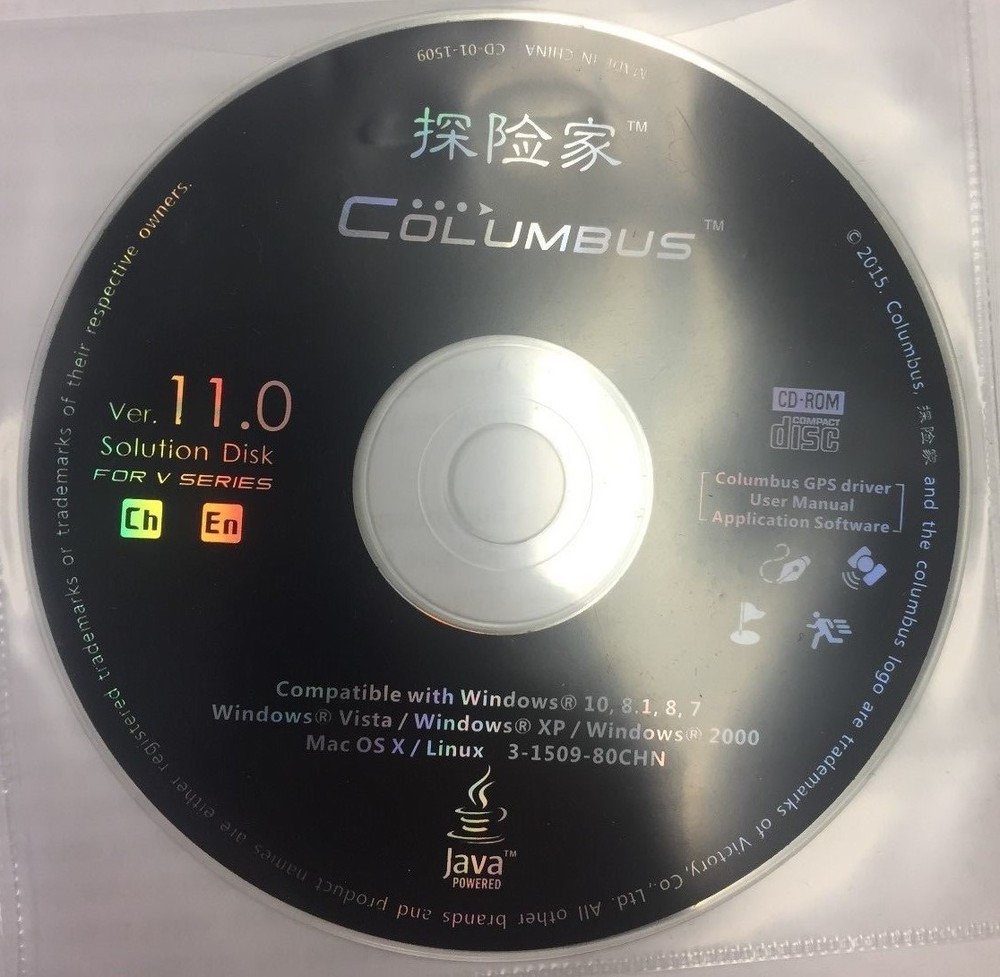 MADE IN CHINA CD-01-1509
探险家™
COLUMBUS™
Ver. 11.0
Solution Disk
FOR V SERIES
Ch En
CD-ROM
COMPACT
disc
Columbus GPS driver
User Manual
Application Software
Compatible with Windows® 10, 8.1, 8, 7
Windows® Vista / Windows® XP / Windows® 2000
Mac OS X / Linux 3-1509-80CHN
Java™
POWERED
© 2015. Columbus, 探险家 and the columbus logo are trademarks of Victory.Co.,Ltd. All other brands and product names are either registered trademarks or trademarks of their respective owners.